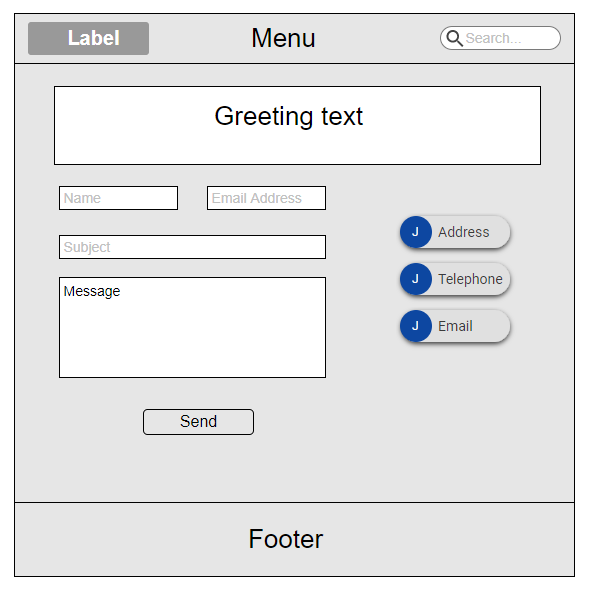 Label
Menu
Search...
Greeting text
Name
Email Address
Subject
Message
Send
J Address
J Telephone
J Email
Footer